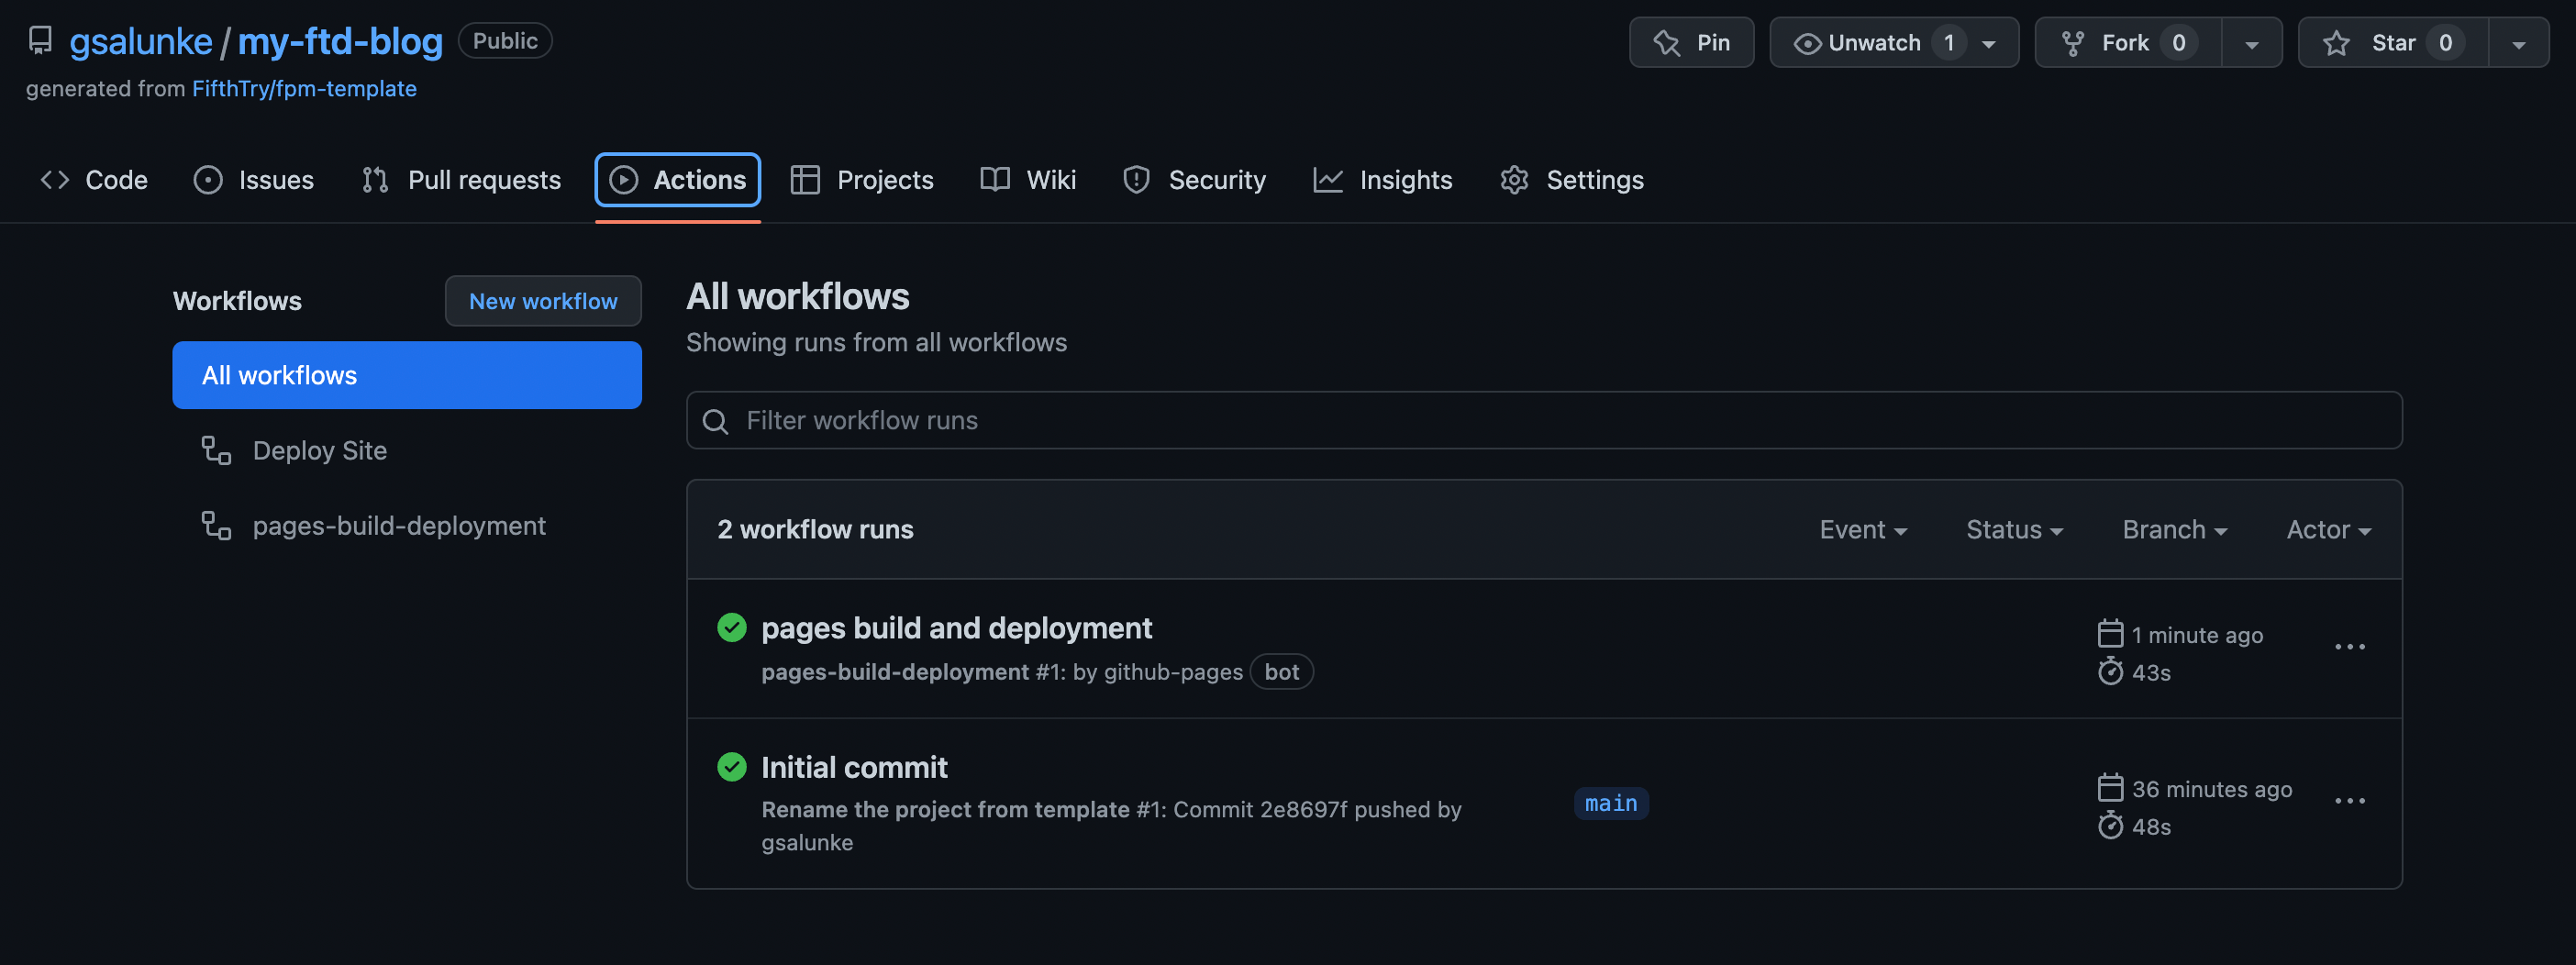 gsalunke / my-ftd-blog Public Pin Unwatch 1 Fork 0 Star 0
generated from FifthTry/fpm-template
Code Issues Pull requests Actions Projects Wiki Security Insights Settings
Workflows New workflow
All workflows
Deploy Site
pages-build-deployment
All workflows
Showing runs from all workflows
Filter workflow runs
2 workflow runs Event Status Branch Actor
pages build and deployment
pages-build-deployment #1: by github-pages bot
1 minute ago
43s
Initial commit
Rename the project from template #1: Commit 2e8697f pushed by
gsalunke
main
36 minutes ago
48s